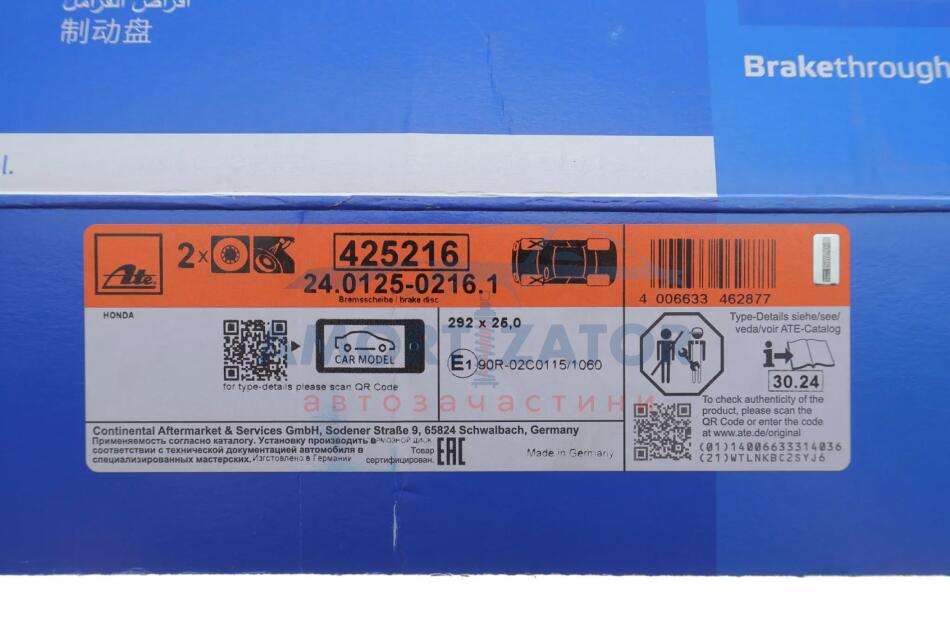 أقراص الفرامل
制动盘
Brakethrough
l.
Ate
2x
425216
24.0125-0216.1
Bremsscheibe / brake disc
4 006633 462877
HONDA
CAR MODEL
for type-details please scan QR Code
292 x 25,0
E1 90R-02C0115/1060
Type-Details siehe/see/
veda/voir ATE-Catalog
30.24
To check authenticity of the
product, please scan the
QR Code or enter the code
at www.ate.de/original
(01)14006633314036
(21)WTLNKBC2SYJ6
AMORTIZATOR
автозапчастини
Continental Aftermarket & Services GmbH, Sodener Straße 9, 65824 Schwalbach, Germany
Применяемость согласно каталогу. Установку производить в
соответствии с технической документацией автомобиля в
специализированных мастерских. Изготовлено в Германии
Товар
сертифицирован.
EAC
Made in Germany